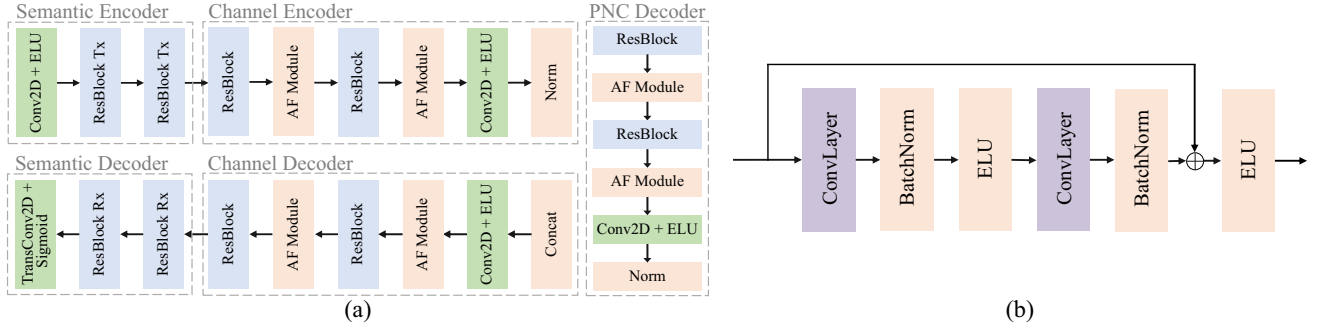 Semantic Encoder
Conv2D + ELU
ResBlock Tx
ResBlock Tx
Channel Encoder
ResBlock
AF Module
ResBlock
AF Module
Conv2D + ELU
Norm
Semantic Decoder
TransConv2D +
Sigmoid
ResBlock Rx
ResBlock Rx
Channel Decoder
ResBlock
AF Module
ResBlock
AF Module
Conv2D + ELU
Concat
PNC Decoder
ResBlock
AF Module
ResBlock
AF Module
Conv2D + ELU
Norm
(a)
ConvLayer
BatchNorm
ELU
ConvLayer
BatchNorm
ELU
(b)